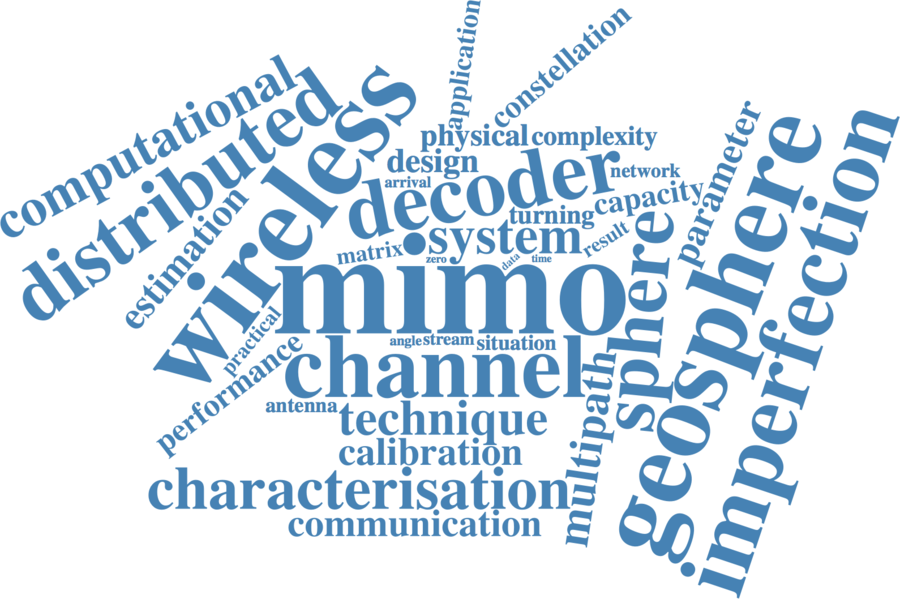 application
constellation
computational
distributed
wireless
physical
complexity
design
decoder
network
arrival
capacity
parameter
turning
estimation
matrix
system
result
zero
data
time
mimo
sphere
geosphere
imperfection
practical
angle
stream
situation
performance
channel
multipath
antenna
technique
calibration
characterisation
communication